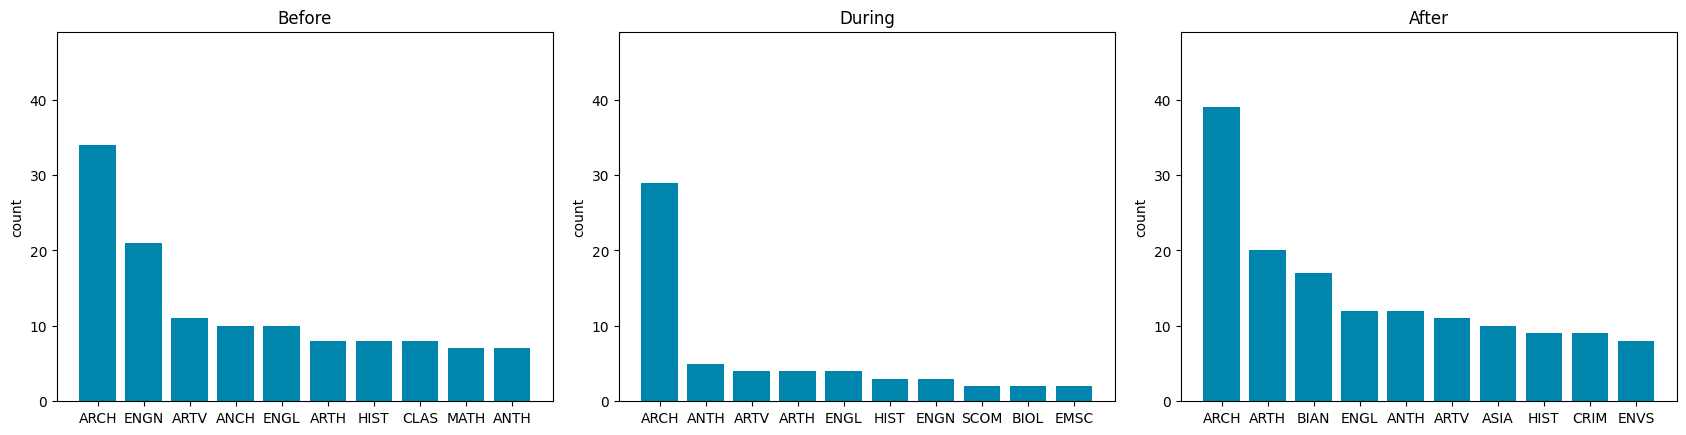 Before
count
40
30
20
10
0
ARCH ENGN ARTV ANCH ENGL ARTH HIST CLAS MATH ANTH
During
count
40
30
20
10
0
ARCH ANTH ARTV ARTH ENGL HIST ENGN SCOM BIOL EMSC
After
count
40
30
20
10
0
ARCH ARTH BIAN ENGL ANTH ARTV ASIA HIST CRIM ENVS